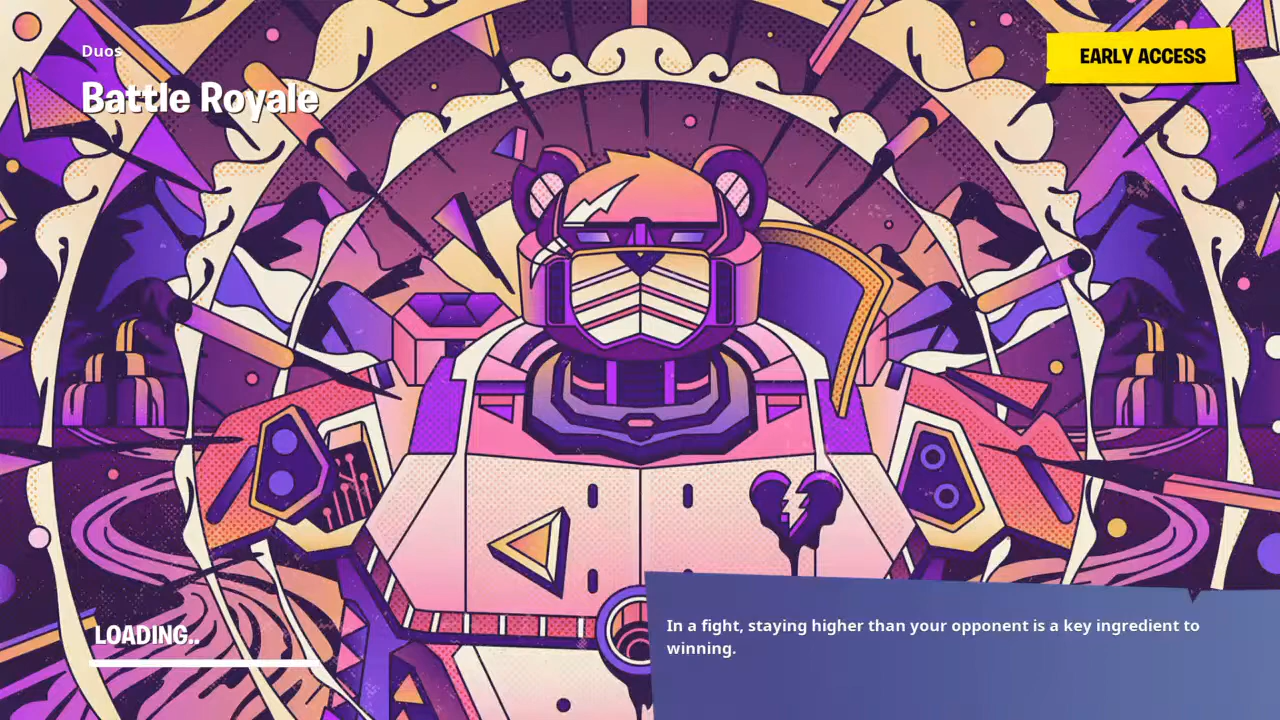 Duos
Battle Royale
EARLY ACCESS
LOADING..
In a fight, staying higher than your opponent is a key ingredient to
winning.